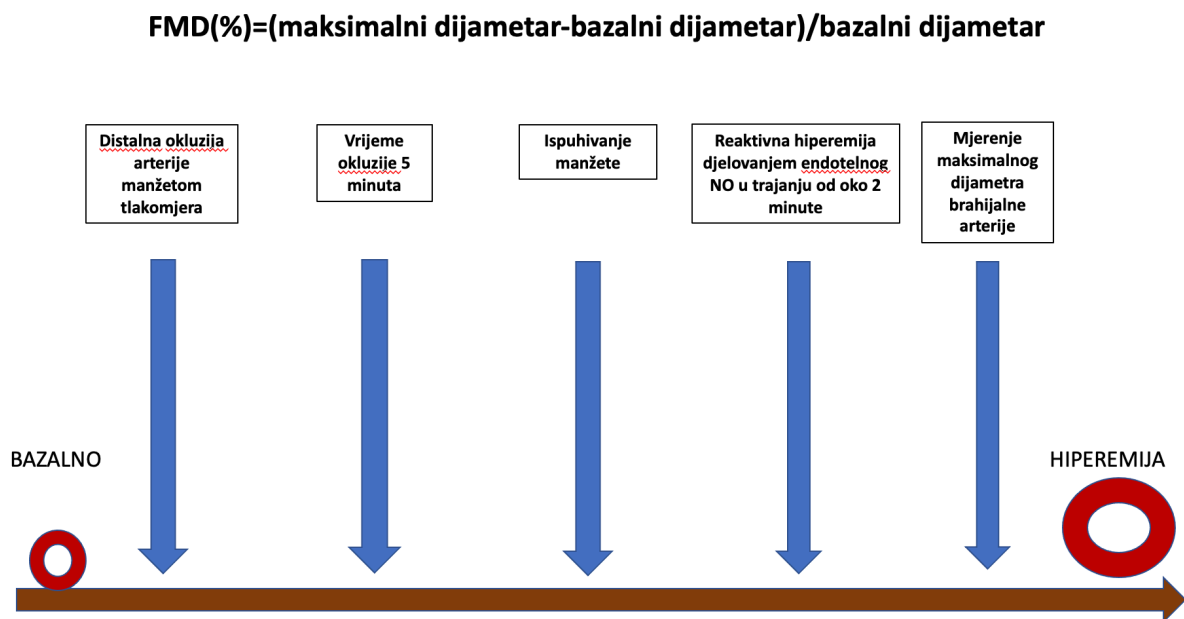 FMD(%)=(maksimalni dijametar-bazalni dijametar)/bazalni dijametar
Distalna okluzija
arterije
manžetom
tlakomjera
Vrijeme
okluzije 5
minuta
Ispuhivanje
manžete
Reaktivna hiperemija
djelovanjem endotelnog
NO u trajanju od oko 2
minute
Mjerenje
maksimalnog
dijametra
brahijalne
arterije
BAZALNO
HIPEREMIJA